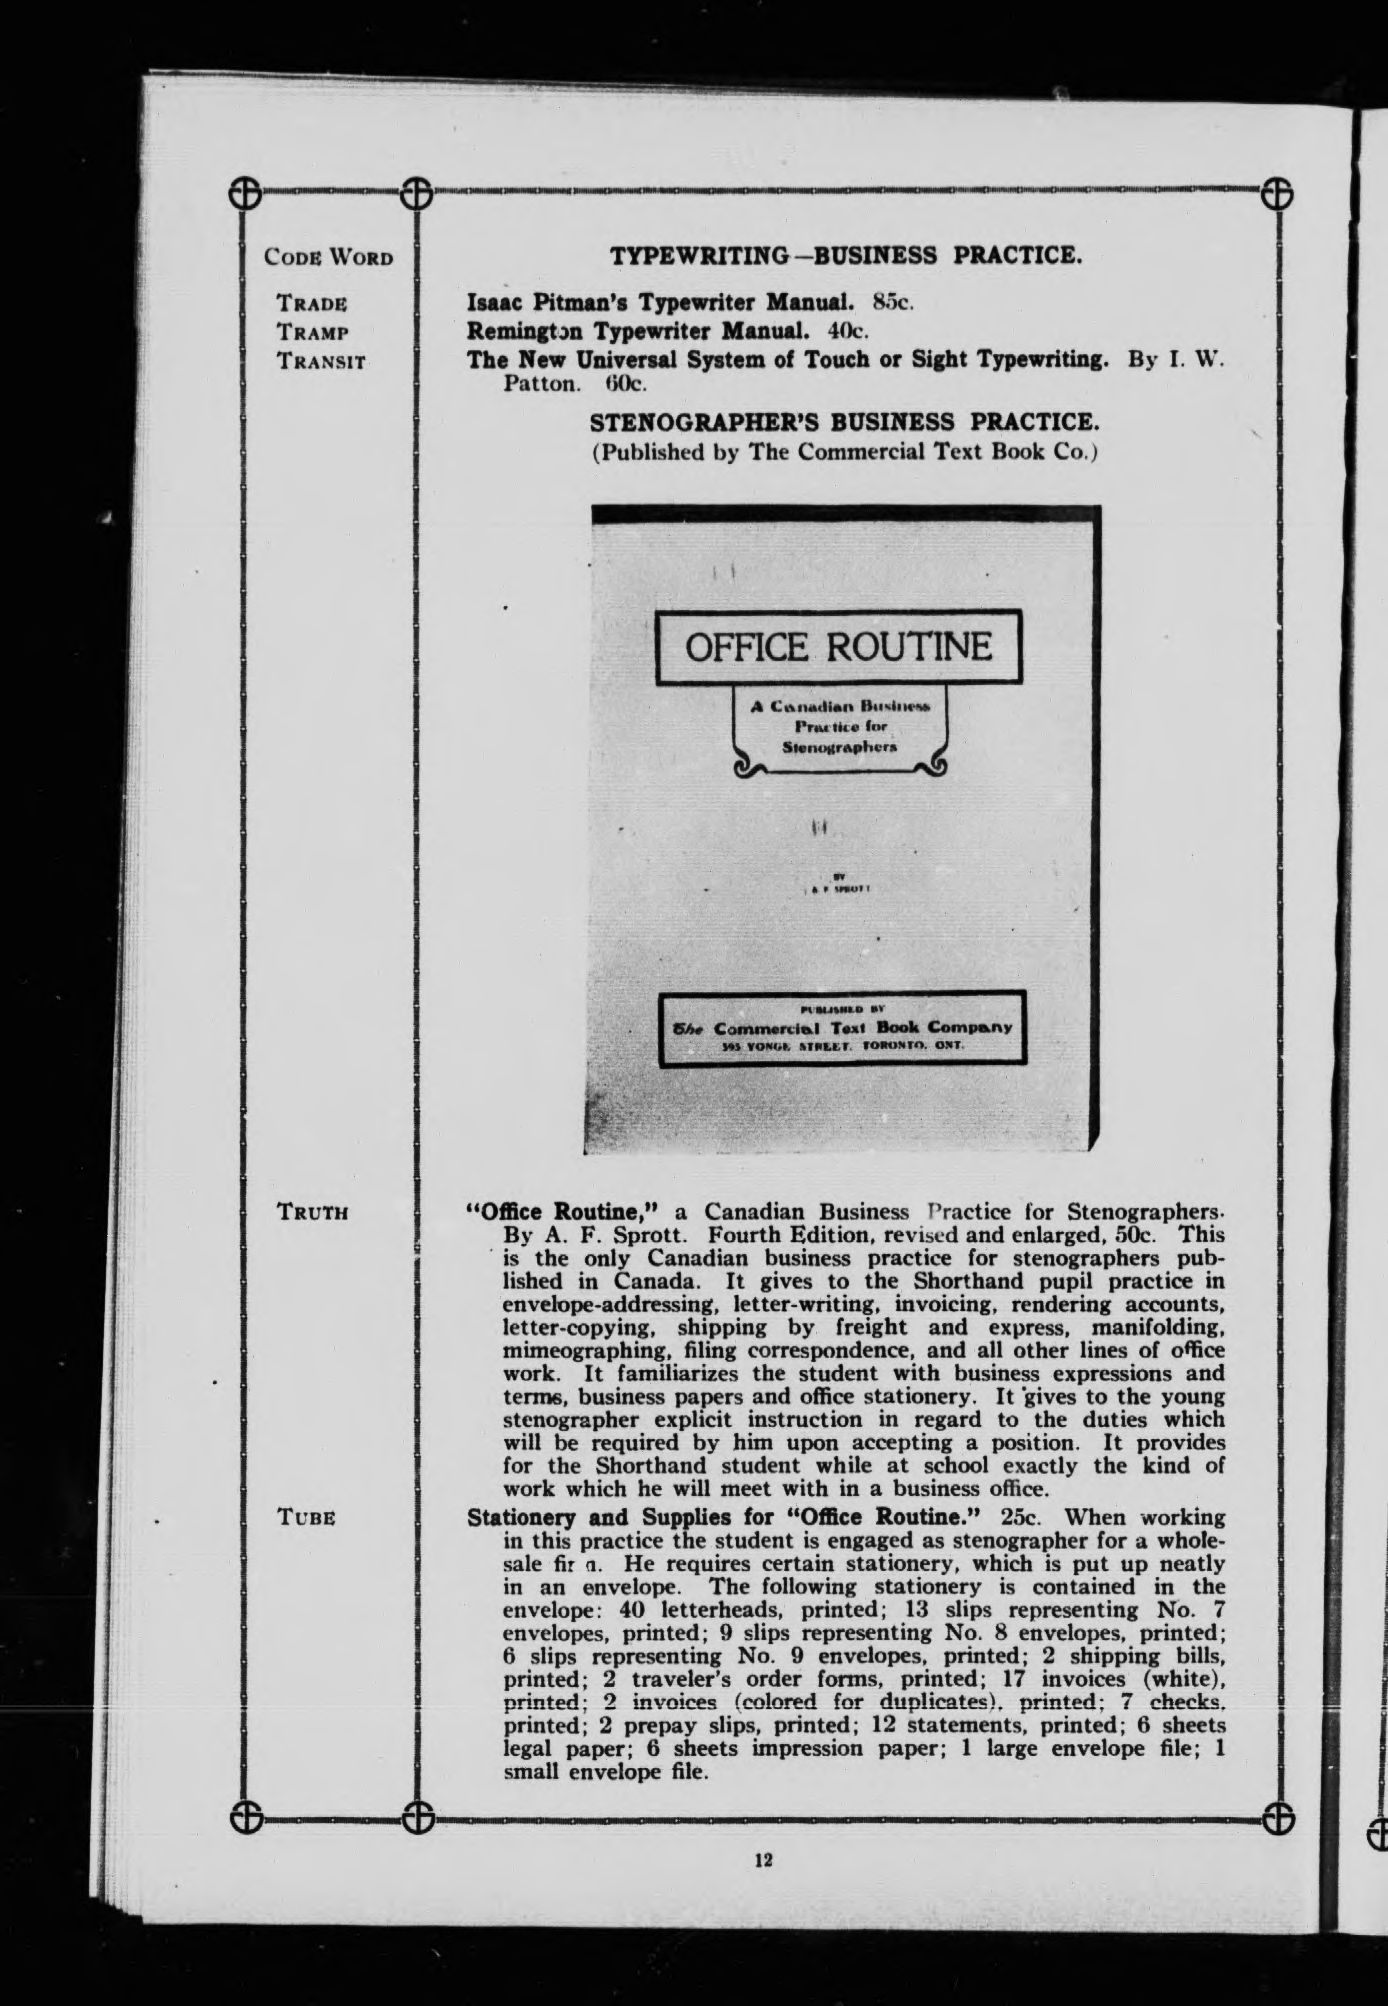 CODE WORD
TYPEWRITING—BUSINESS PRACTICE.
TRADE
Isaac Pitman's Typewriter Manual. 85c.
TRAMP
Remington Typewriter Manual. 40c.
TRANSIT
The New Universal System of Touch or Sight Typewriting. By I. W.
Patton. 60c.
STENOGRAPHER'S BUSINESS PRACTICE.
(Published by The Commercial Text Book Co.)
OFFICE ROUTINE
A Canadian Business
Practice for
Stenographers
BY
A F SPROTT
PUBLISHED BY
The Commercial Text Book Company
395 YONGE STREET. TORONTO. ONT.
TRUTH
"Office Routine," a Canadian Business Practice for Stenographers.
By A. F. Sprott. Fourth Edition, revised and enlarged, 50c. This
is the only Canadian business practice for stenographers pub-
lished in Canada. It gives to the Shorthand pupil practice in
envelope-addressing, letter-writing, invoicing, rendering accounts,
letter-copying, shipping by freight and express, manifolding,
mimeographing, filing correspondence, and all other lines of office
work. It familiarizes the student with business expressions and
terms, business papers and office stationery. It gives to the young
stenographer explicit instruction in regard to the duties which
will be required by him upon accepting a position. It provides
for the Shorthand student while at school exactly the kind of
work which he will meet with in a business office.
TUBE
Stationery and Supplies for "Office Routine." 25c. When working
in this practice the student is engaged as stenographer for a whole-
sale firm. He requires certain stationery, which is put up neatly
in an envelope. The following stationery is contained in the
envelope: 40 letterheads, printed; 13 slips representing No. 7
envelopes, printed; 9 slips representing No. 8 envelopes, printed;
6 slips representing No. 9 envelopes, printed; 2 shipping bills,
printed; 2 traveler's order forms, printed; 17 invoices (white),
printed; 2 invoices (colored for duplicates), printed; 7 checks,
printed; 2 prepay slips, printed; 12 statements, printed; 6 sheets
legal paper; 6 sheets impression paper; 1 large envelope file; 1
small envelope file.
12